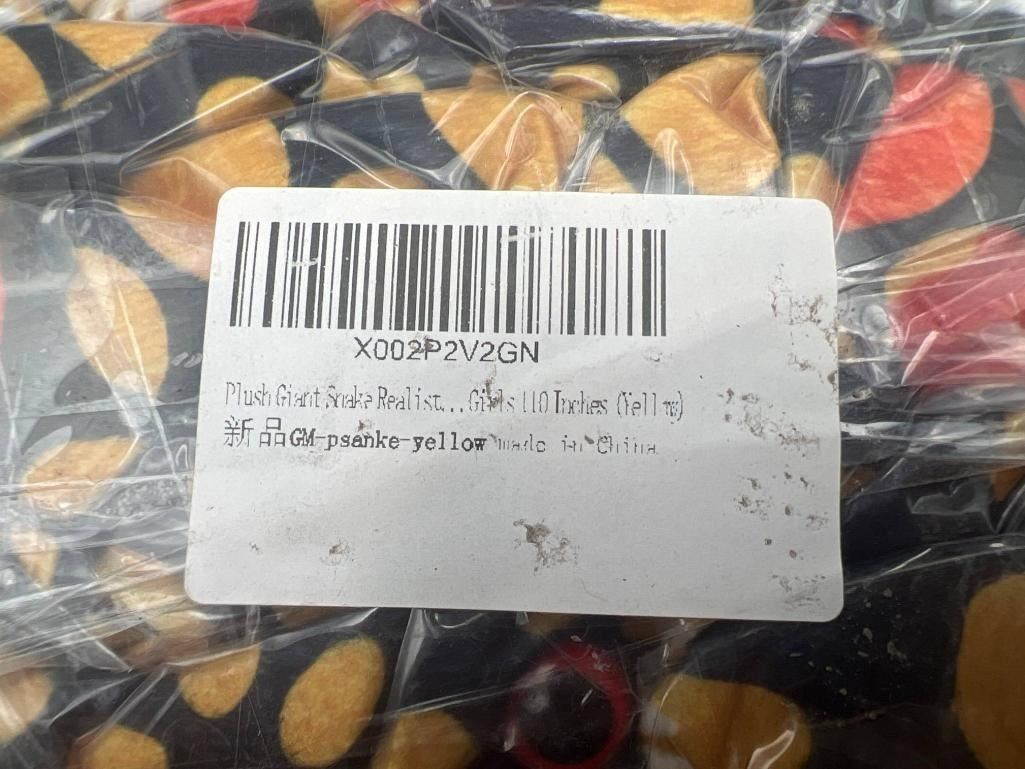 X002P2V2GN
Plush Giant Snake Realist...Girls 110 Inches (Yellow)
新品GM-psanke-yellow made in China